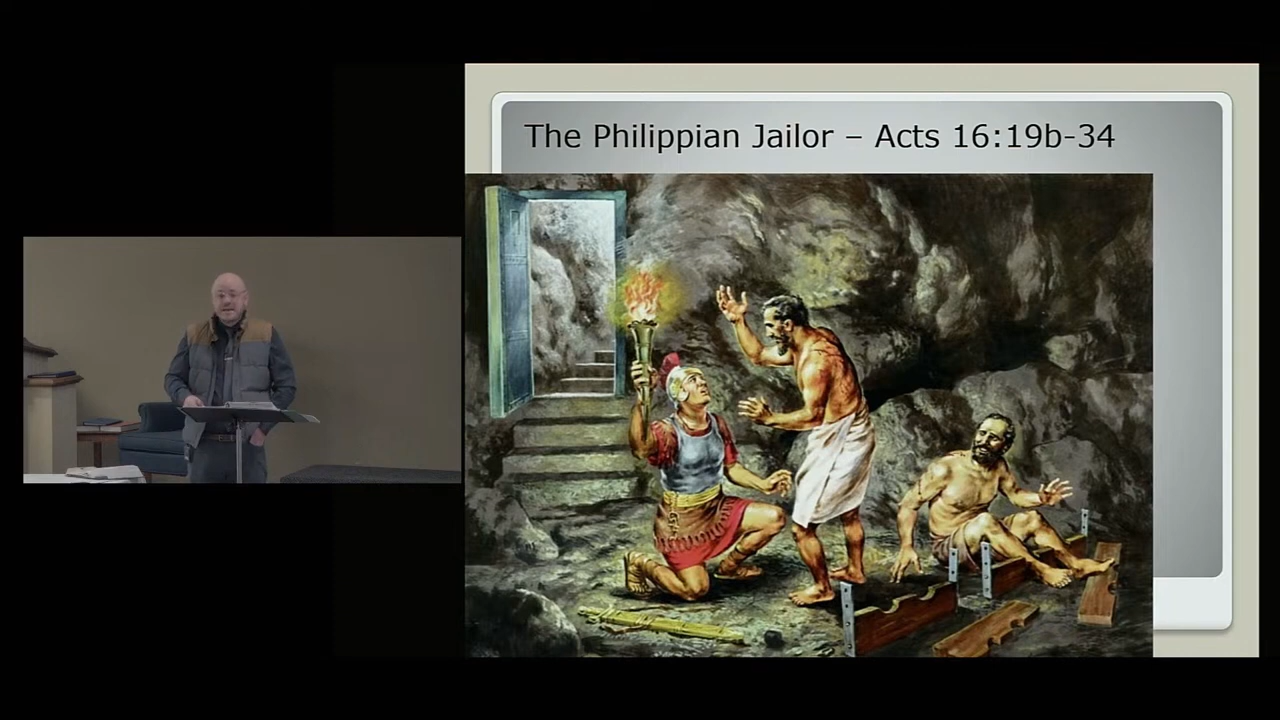 The Philippian Jailor – Acts 16:19b-34